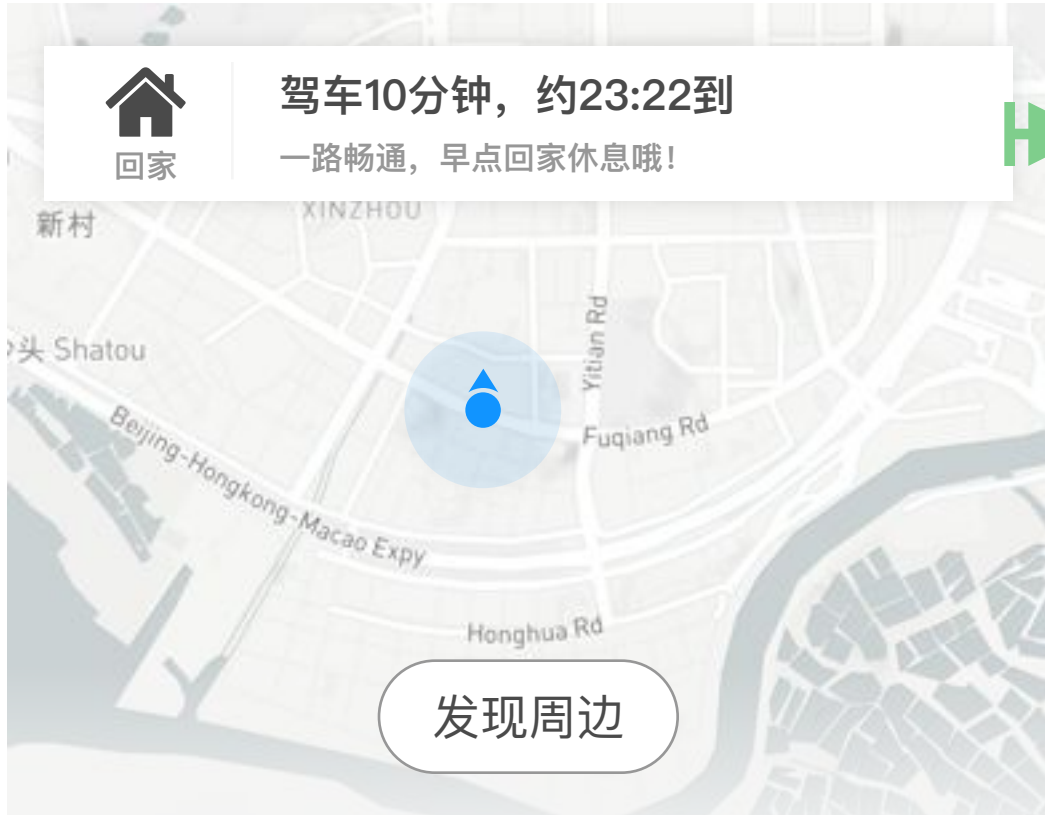 驾车10分钟，约23:22到
回家
一路畅通，早点回家休息哦！
XINZHOU
新村
Yitian Rd
头 Shatou
Fuqiang Rd
Beijing-Hongkong-Macao Expy
Honghua Rd
发现周边